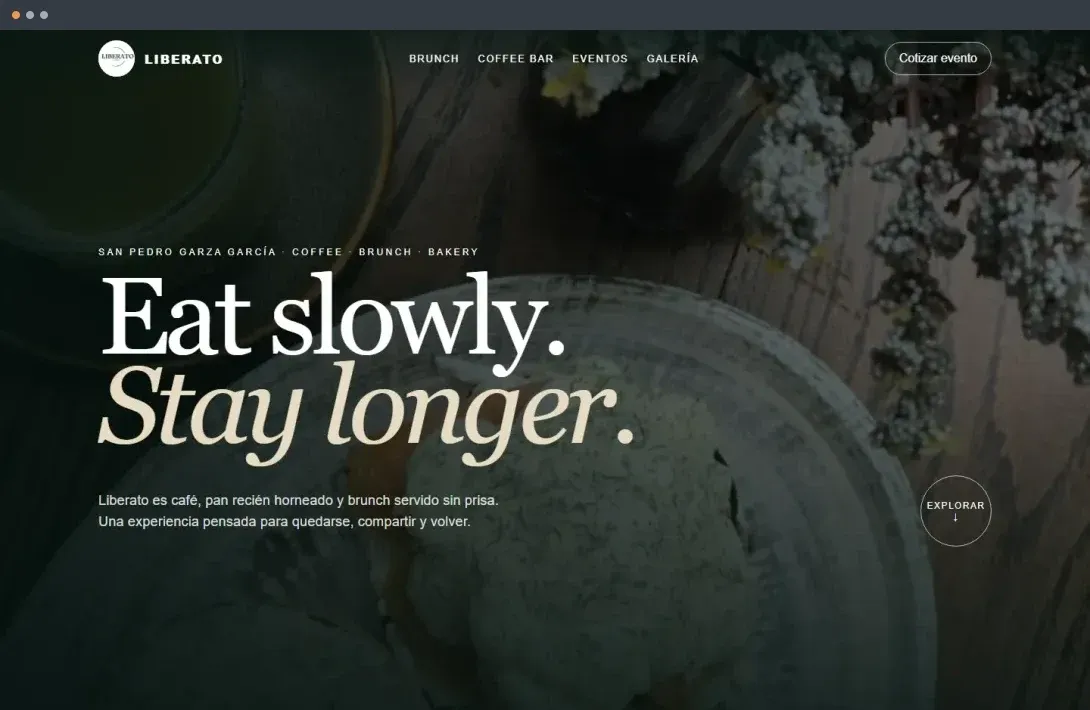 LIBERATO
LIBERATO
BRUNCH
COFFEE BAR
EVENTOS
GALERÍA
Cotizar evento
SAN PEDRO GARZA GARCÍA · COFFEE · BRUNCH · BAKERY
Eat slowly.
Stay longer.
Liberato es café, pan recién horneado y brunch servido sin prisa.
Una experiencia pensada para quedarse, compartir y volver.
EXPLORAR
↓